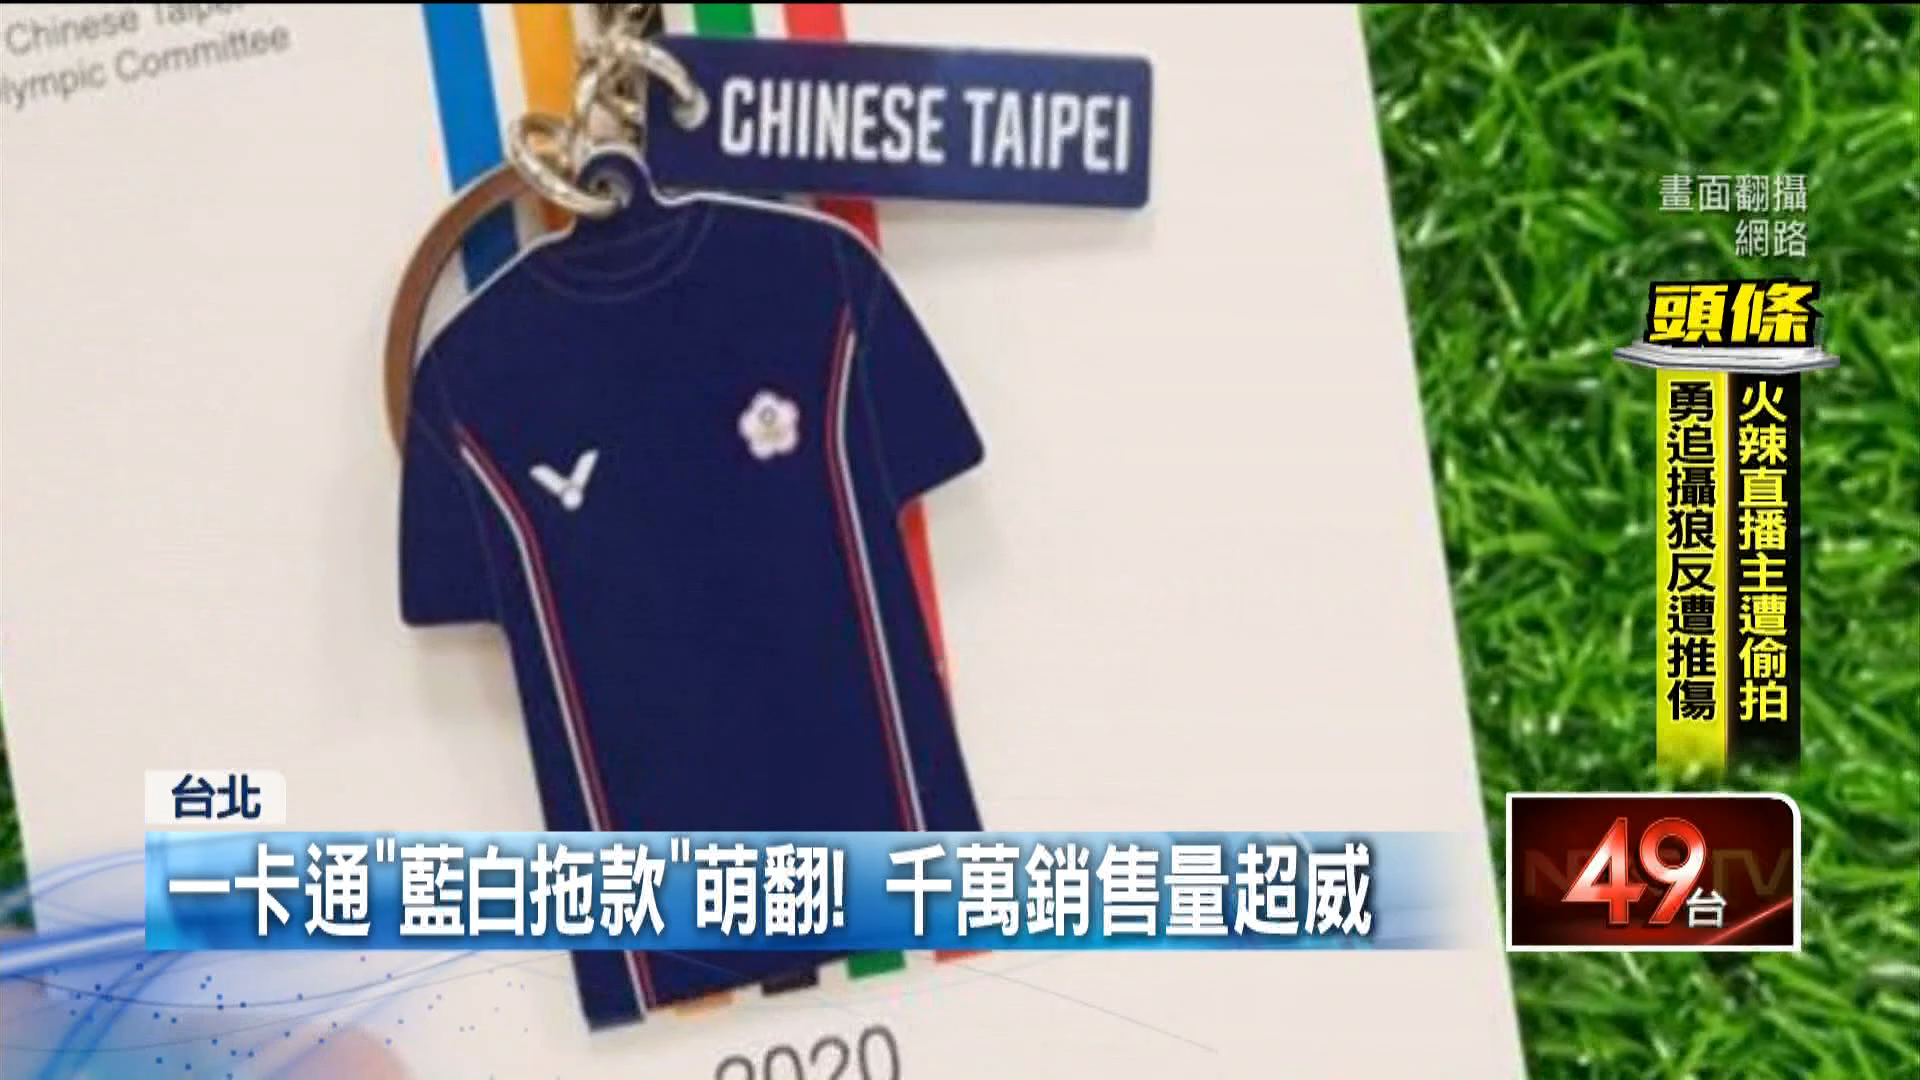 Chinese Taipei
lympic Committee
CHINESE TAIPEI
畫面翻攝
網路
頭條
火辣直播主遭偷拍
勇追攝狼反遭推傷
台北
一卡通"藍白拖款"萌翻! 千萬銷售量超威
49台
2020